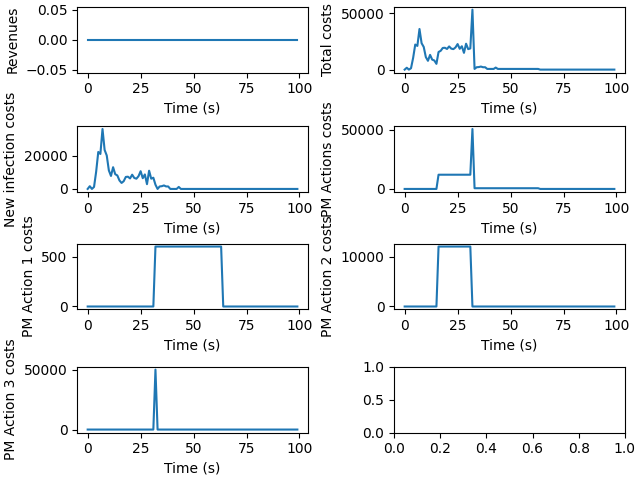 Revenues
0.05
0.00
−0.05
0 25 50 75 100
Time (s)
Total costs
50000
0
0 25 50 75 100
Time (s)
New infection costs
20000
0
0 25 50 75 100
Time (s)
PM Actions costs
50000
0
0 25 50 75 100
Time (s)
PM Action 1 costs
500
0
0 25 50 75 100
Time (s)
PM Action 2 costs
10000
0
0 25 50 75 100
Time (s)
PM Action 3 costs
50000
0
0 25 50 75 100
Time (s)
1.0
0.5
0.0
0.0 0.2 0.4 0.6 0.8 1.0